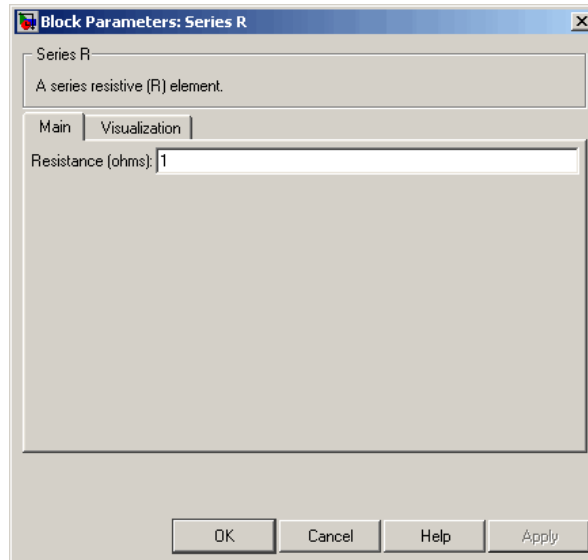 Block Parameters: Series R
Series R
A series resistive (R) element.
Main Visualization
Resistance (ohms): 1
OK Cancel Help Apply